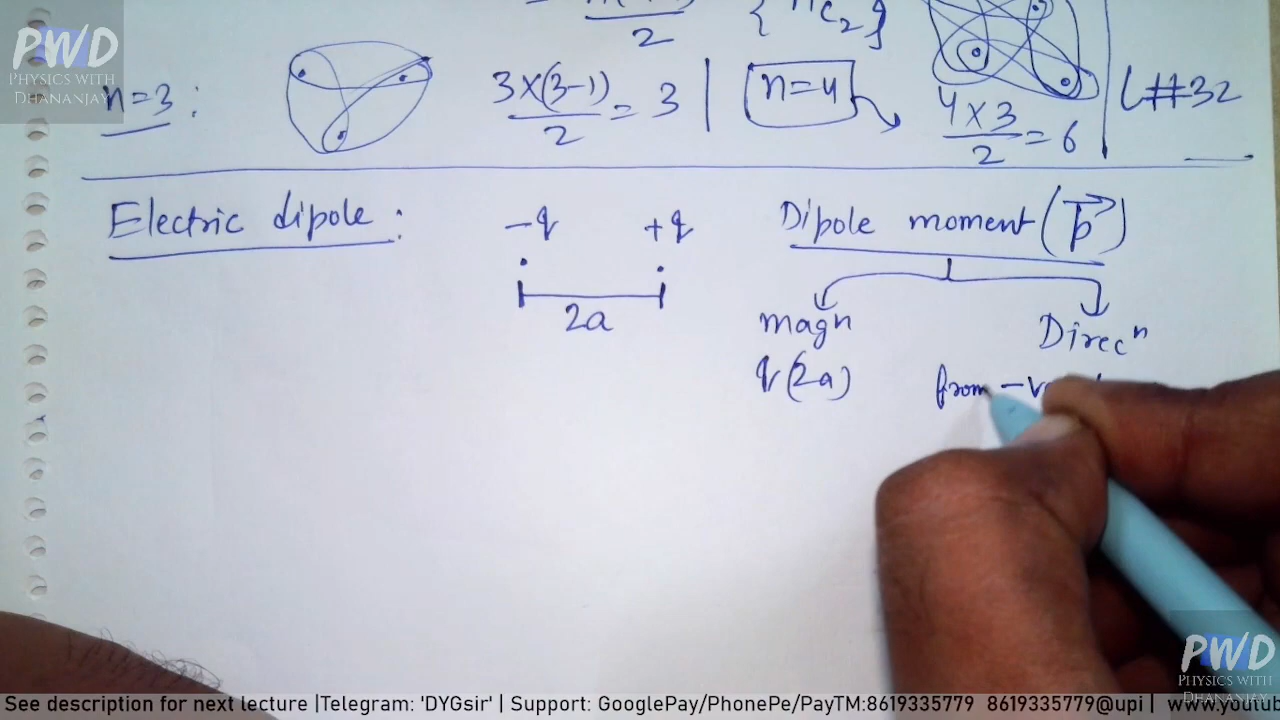 PWD
PHYSICS WITH
DHANANJAY
2
{ nC2 }
n=3 :
3×(3-1)
2
= 3
n=4
4×3
2
= 6
L##32
Electric dipole :
-q +q
2a
Dipole moment (p)
magn
q(2a)
Direcn
from
PWD
PHYSICS WITH
DHANANJAY
See description for next lecture |Telegram: 'DYGsir' | Support: GooglePay/PhonePe/PayTM:8619335779 8619335779@upi | www.youtub